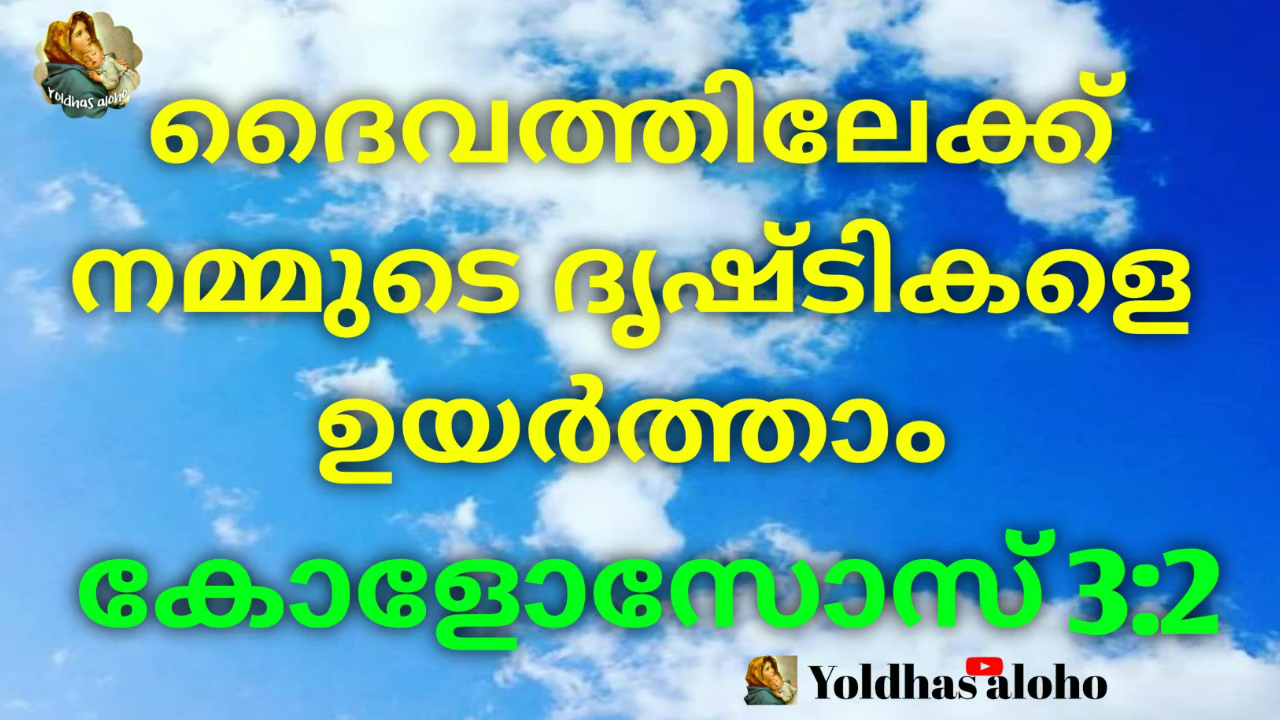 Yoldhas aloho
ദൈവത്തിലേക്ക്
നമ്മുടെ ദൃഷ്ടികളെ
ഉയർത്താം
കോളോസോസ് 3:2
Yoldhas aloho